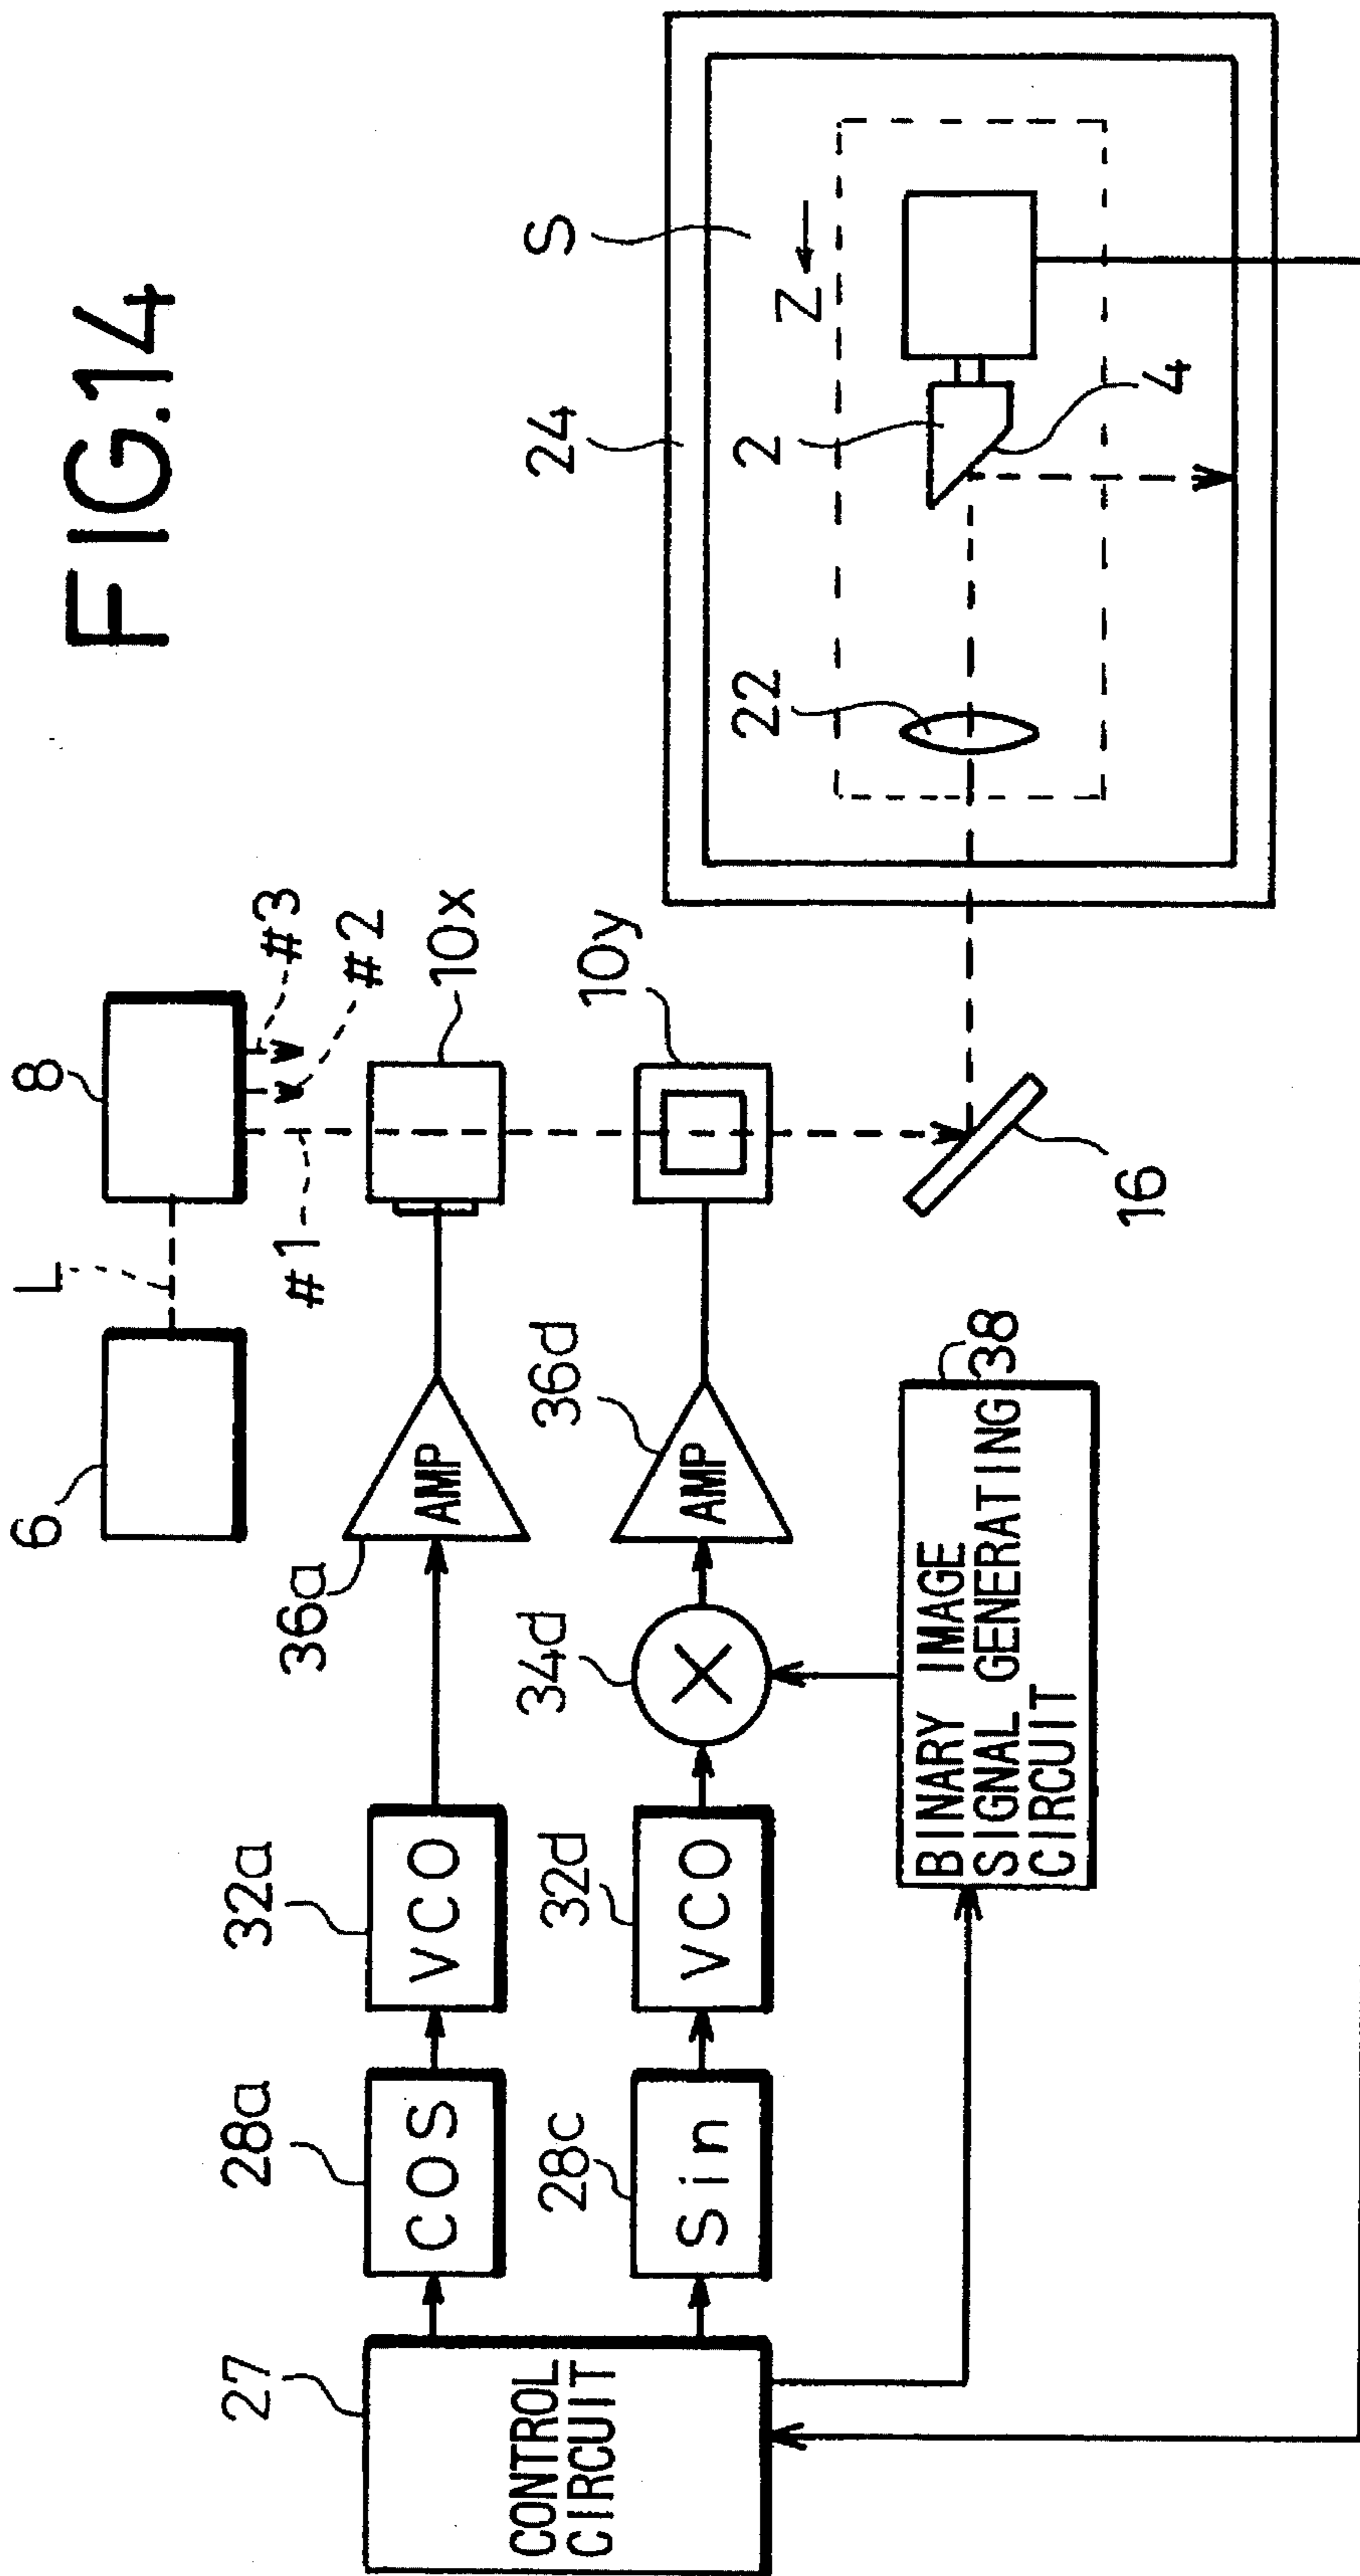 FIG.14
6
L
8
#1
#2
#3
10x
10y
16
24
S
Z
2
4
22
27
CONTROL
CIRCUIT
28a
COS
32a
VCO
36a
AMP
28c
Sin
32d
VCO
34d
36d
AMP
38
BINARY IMAGE
SIGNAL GENERATING
CIRCUIT